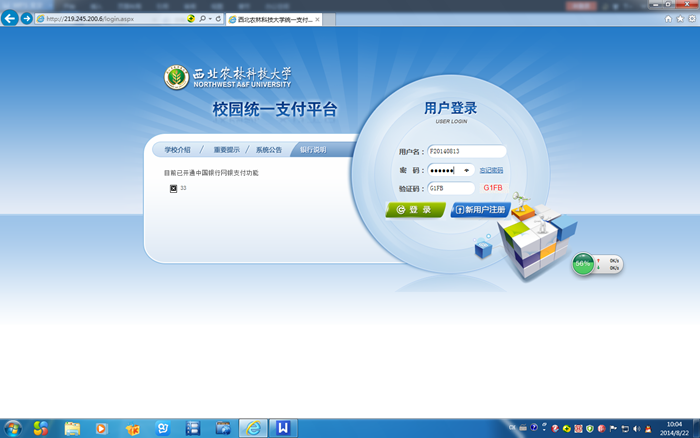 http://219.245.200.6/login.aspx
西北农林科技大学统一支付...
西北农林科技大学
NORTHWEST A&F UNIVERSITY
校园统一支付平台
用户登录
USER LOGIN
学校介绍 / 重要提示 / 系统公告 / 银行说明
用户名： F20140813
目前已开通中国银行网银支付功能
密 码： ●●●●●● 忘记密码
33
验证码： G1FB G1FB
登 录 新用户注册
56% 0K/s
0K/s
CH
10:04
2014/8/22